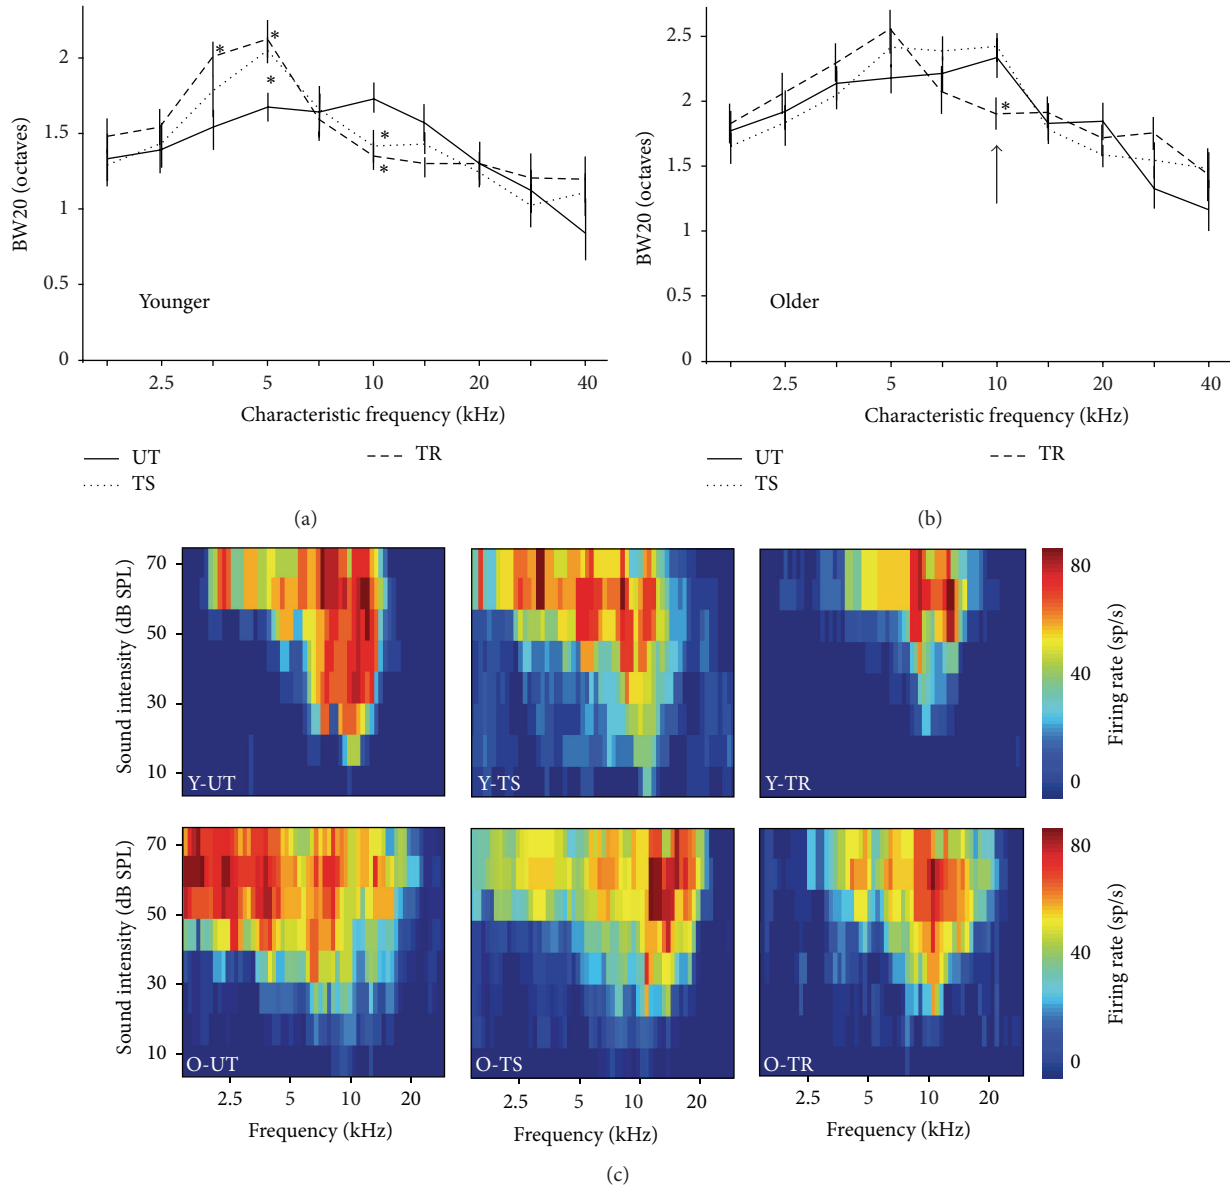 2
1.5
1
0.5
0
BW20 (octaves)
* * * * *
Younger
2.5 5 10 20 40
Characteristic frequency (kHz)
UT
TS
TR
(a)
2.5
2
1.5
1
0.5
0
BW20 (octaves)
*
Older
2.5 5 10 20 40
Characteristic frequency (kHz)
UT
TS
TR
(b)
70
50
30
10
Sound intensity (dB SPL)
Y-UT
Y-TS
Y-TR
80
40
0
Firing rate (sp/s)
70
50
30
10
Sound intensity (dB SPL)
O-UT
O-TS
O-TR
80
40
0
Firing rate (sp/s)
2.5 5 10 20
Frequency (kHz)
2.5 5 10 20
Frequency (kHz)
2.5 5 10 20
Frequency (kHz)
(c)